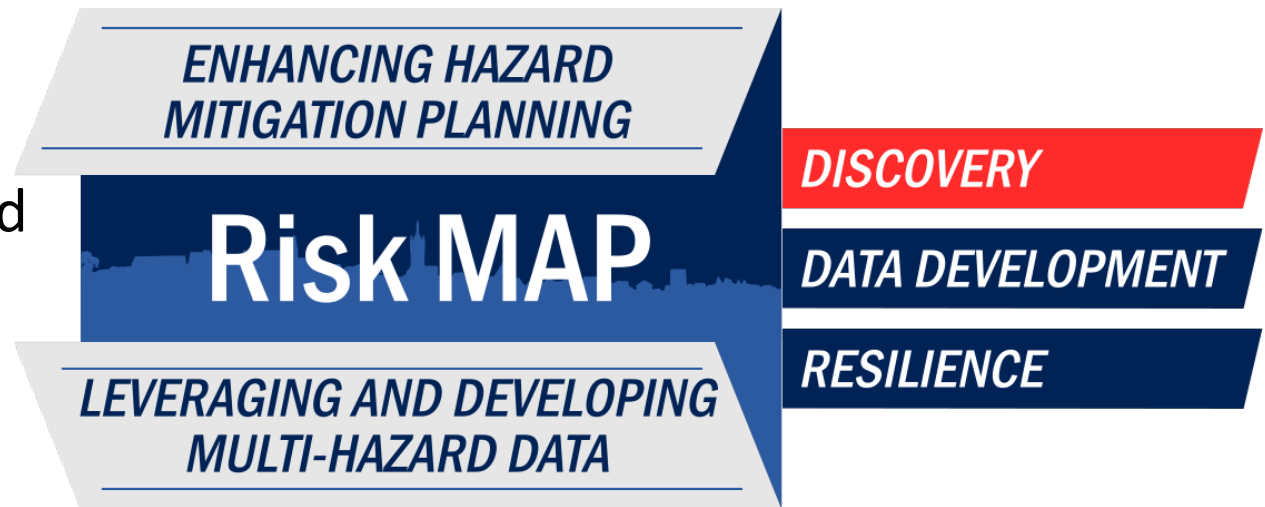 ENHANCING HAZARD
MITIGATION PLANNING
d
Risk MAP
LEVERAGING AND DEVELOPING
MULTI-HAZARD DATA
DISCOVERY
DATA DEVELOPMENT
RESILIENCE